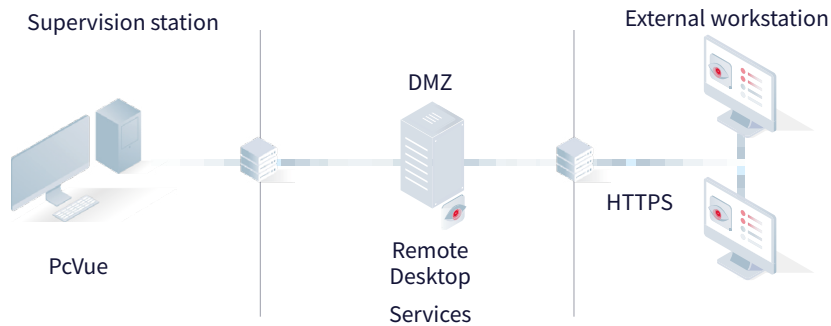 Supervision station
External workstation
DMZ
HTTPS
PcVue
Remote
Desktop
Services